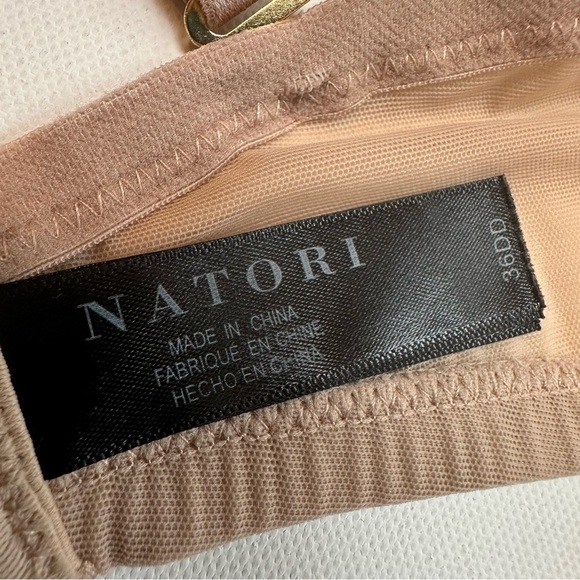 NATORI
MADE IN CHINA
FABRIQUE EN CHINE
HECHO EN CHINA
36DD